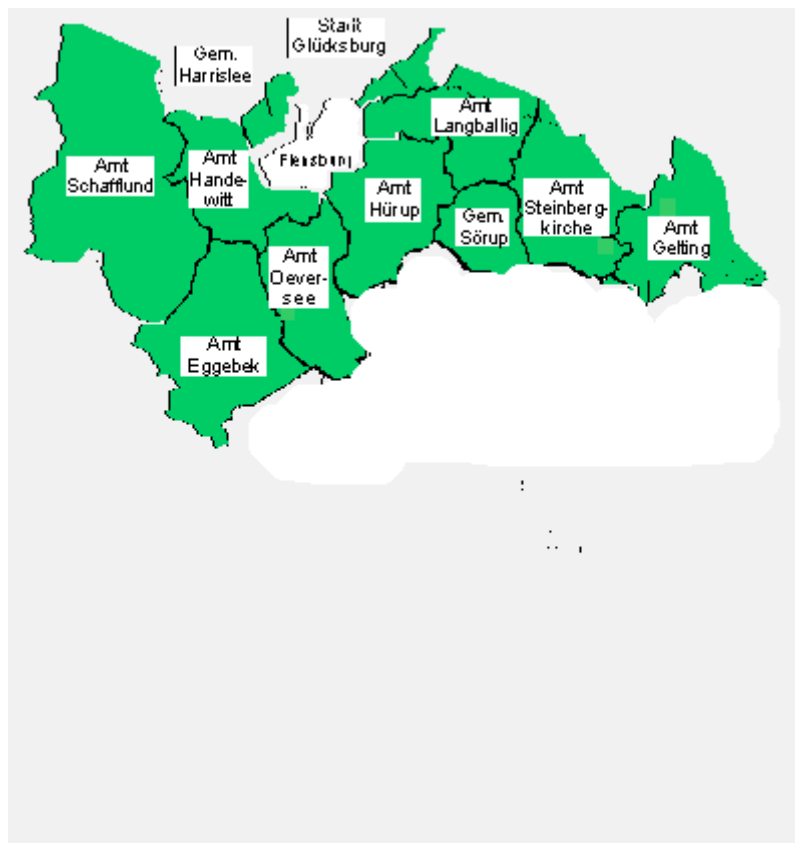 Stadt
Glücksburg
Gem.
Harrislee
Amt
Langballig
Flensburg
Amt
Schafflund
Amt
Hande-
witt
Amt
Hürup
Gem.
Sörup
Amt
Steinberg-
kirche
Amt
Gelting
Amt
Oever-
see
Amt
Eggebek